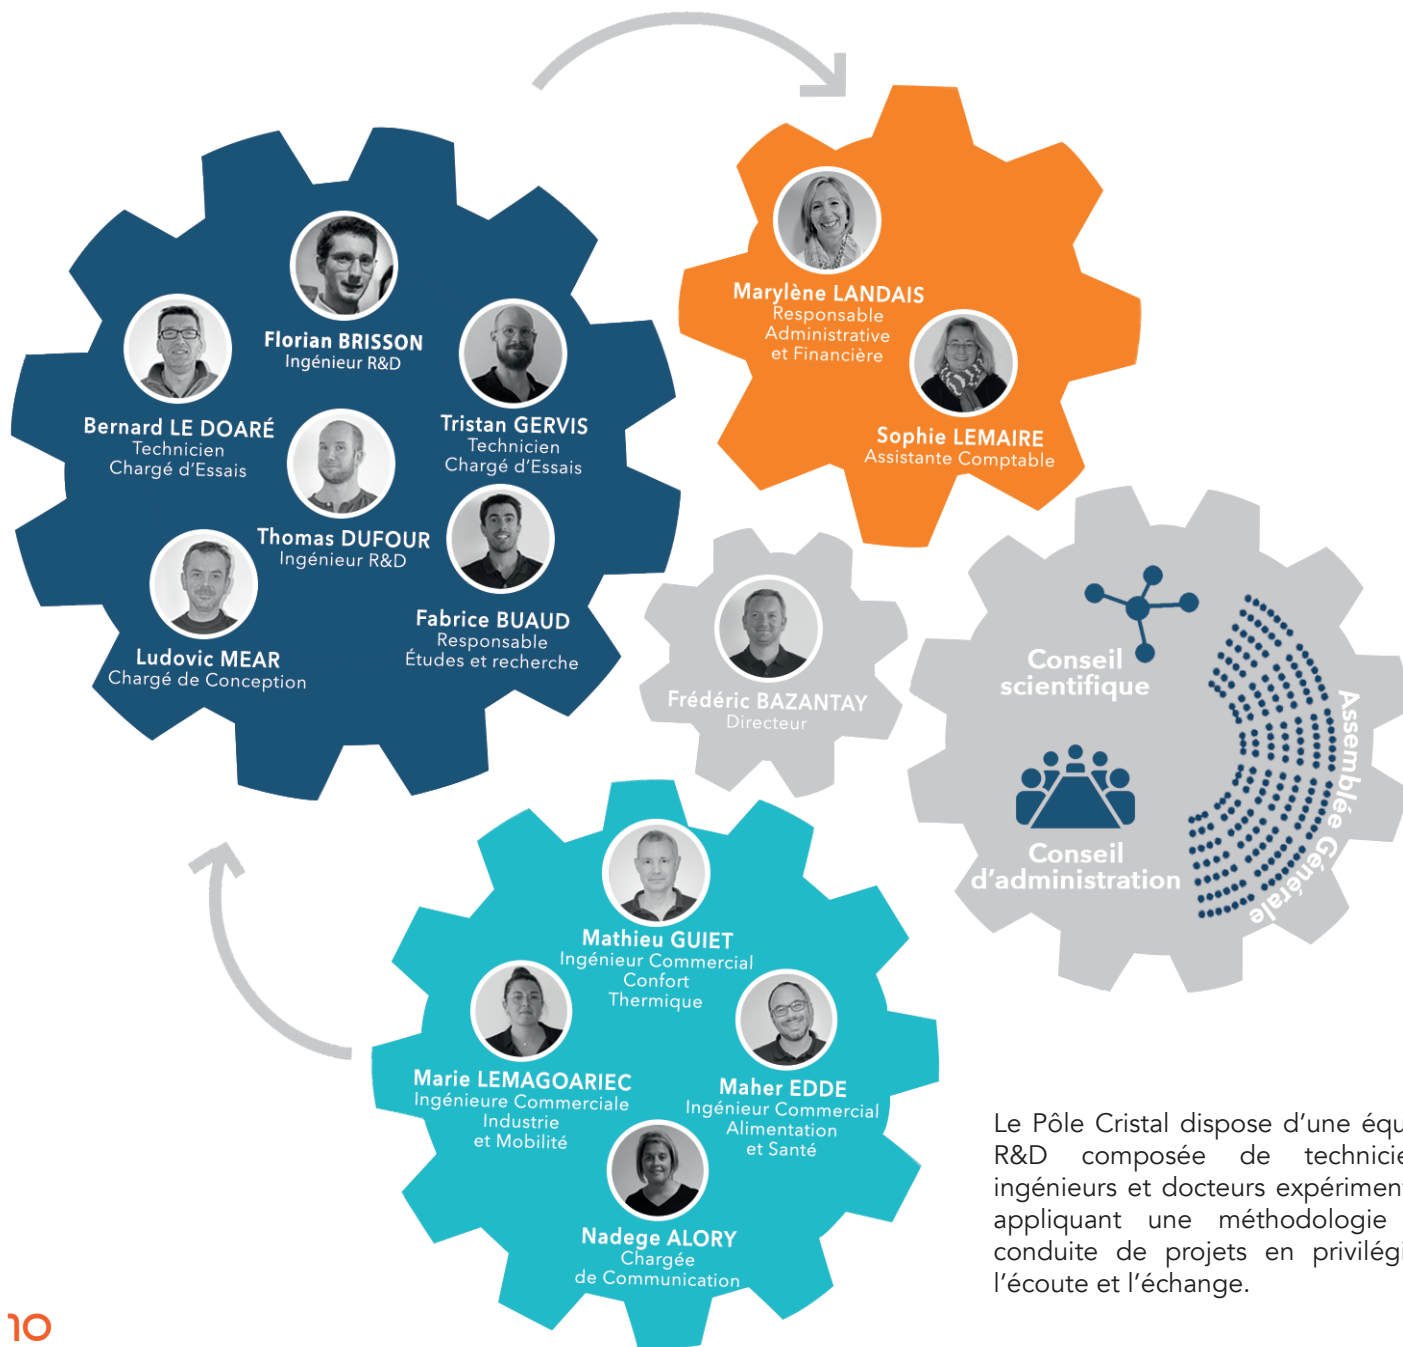 Florian BRISSON
Ingénieur R&D
Bernard LE DOARÉ
Technicien
Chargé d'Essais
Tristan GERVIS
Technicien
Chargé d'Essais
Thomas DUFOUR
Ingénieur R&D
Ludovic MEAR
Chargé de Conception
Fabrice BUAUD
Responsable
Études et recherche
Marylène LANDAIS
Responsable
Administrative
et Financière
Sophie LEMAIRE
Assistante Comptable
Frédéric BAZANTAY
Directeur
Conseil
scientifique
Conseil
d'administration
Assemblée Générale
Mathieu GUIET
Ingénieur Commercial
Confort
Thermique
Marie LEMAGOARIEC
Ingénieure Commerciale
Industrie
et Mobilité
Maher EDDE
Ingénieur Commercial
Alimentation
et Santé
Nadege ALORY
Chargée
de Communication
Le Pôle Cristal dispose d'une équ
R&D composée de technicie
ingénieurs et docteurs expériment
appliquant une méthodologie
conduite de projets en privilégi
l'écoute et l'échange.
10